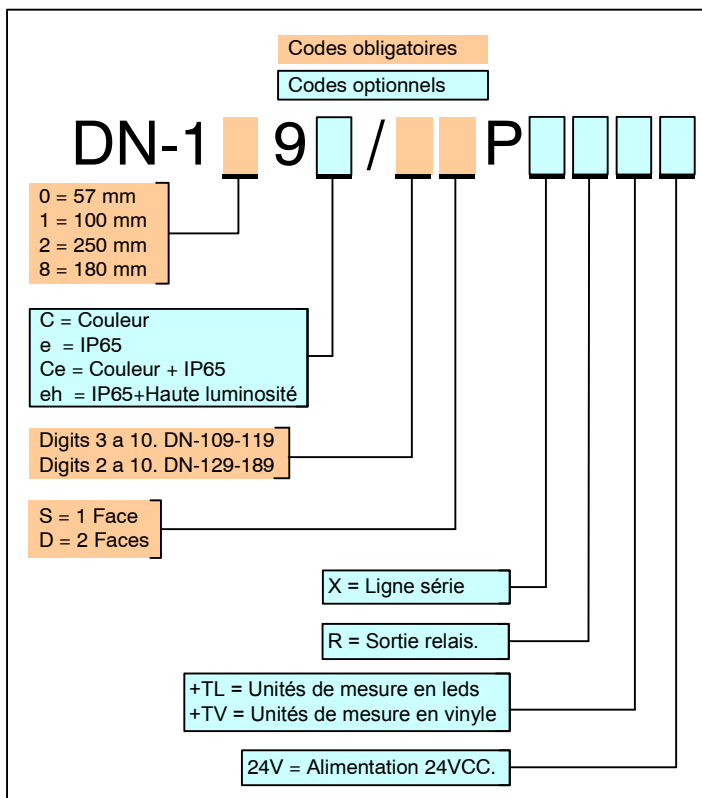 Codes obligatoires
Codes optionnels
DN-1 9 / P
0 = 57 mm
1 = 100 mm
2 = 250 mm
8 = 180 mm
C = Couleur
e = IP65
Ce = Couleur + IP65
eh = IP65+Haute luminosité
Digits 3 a 10. DN-109-119
Digits 2 a 10. DN-129-189
S = 1 Face
D = 2 Faces
X = Ligne série
R = Sortie relais.
+TL = Unités de mesure en leds
+TV = Unités de mesure en vinyle
24V = Alimentation 24VCC.